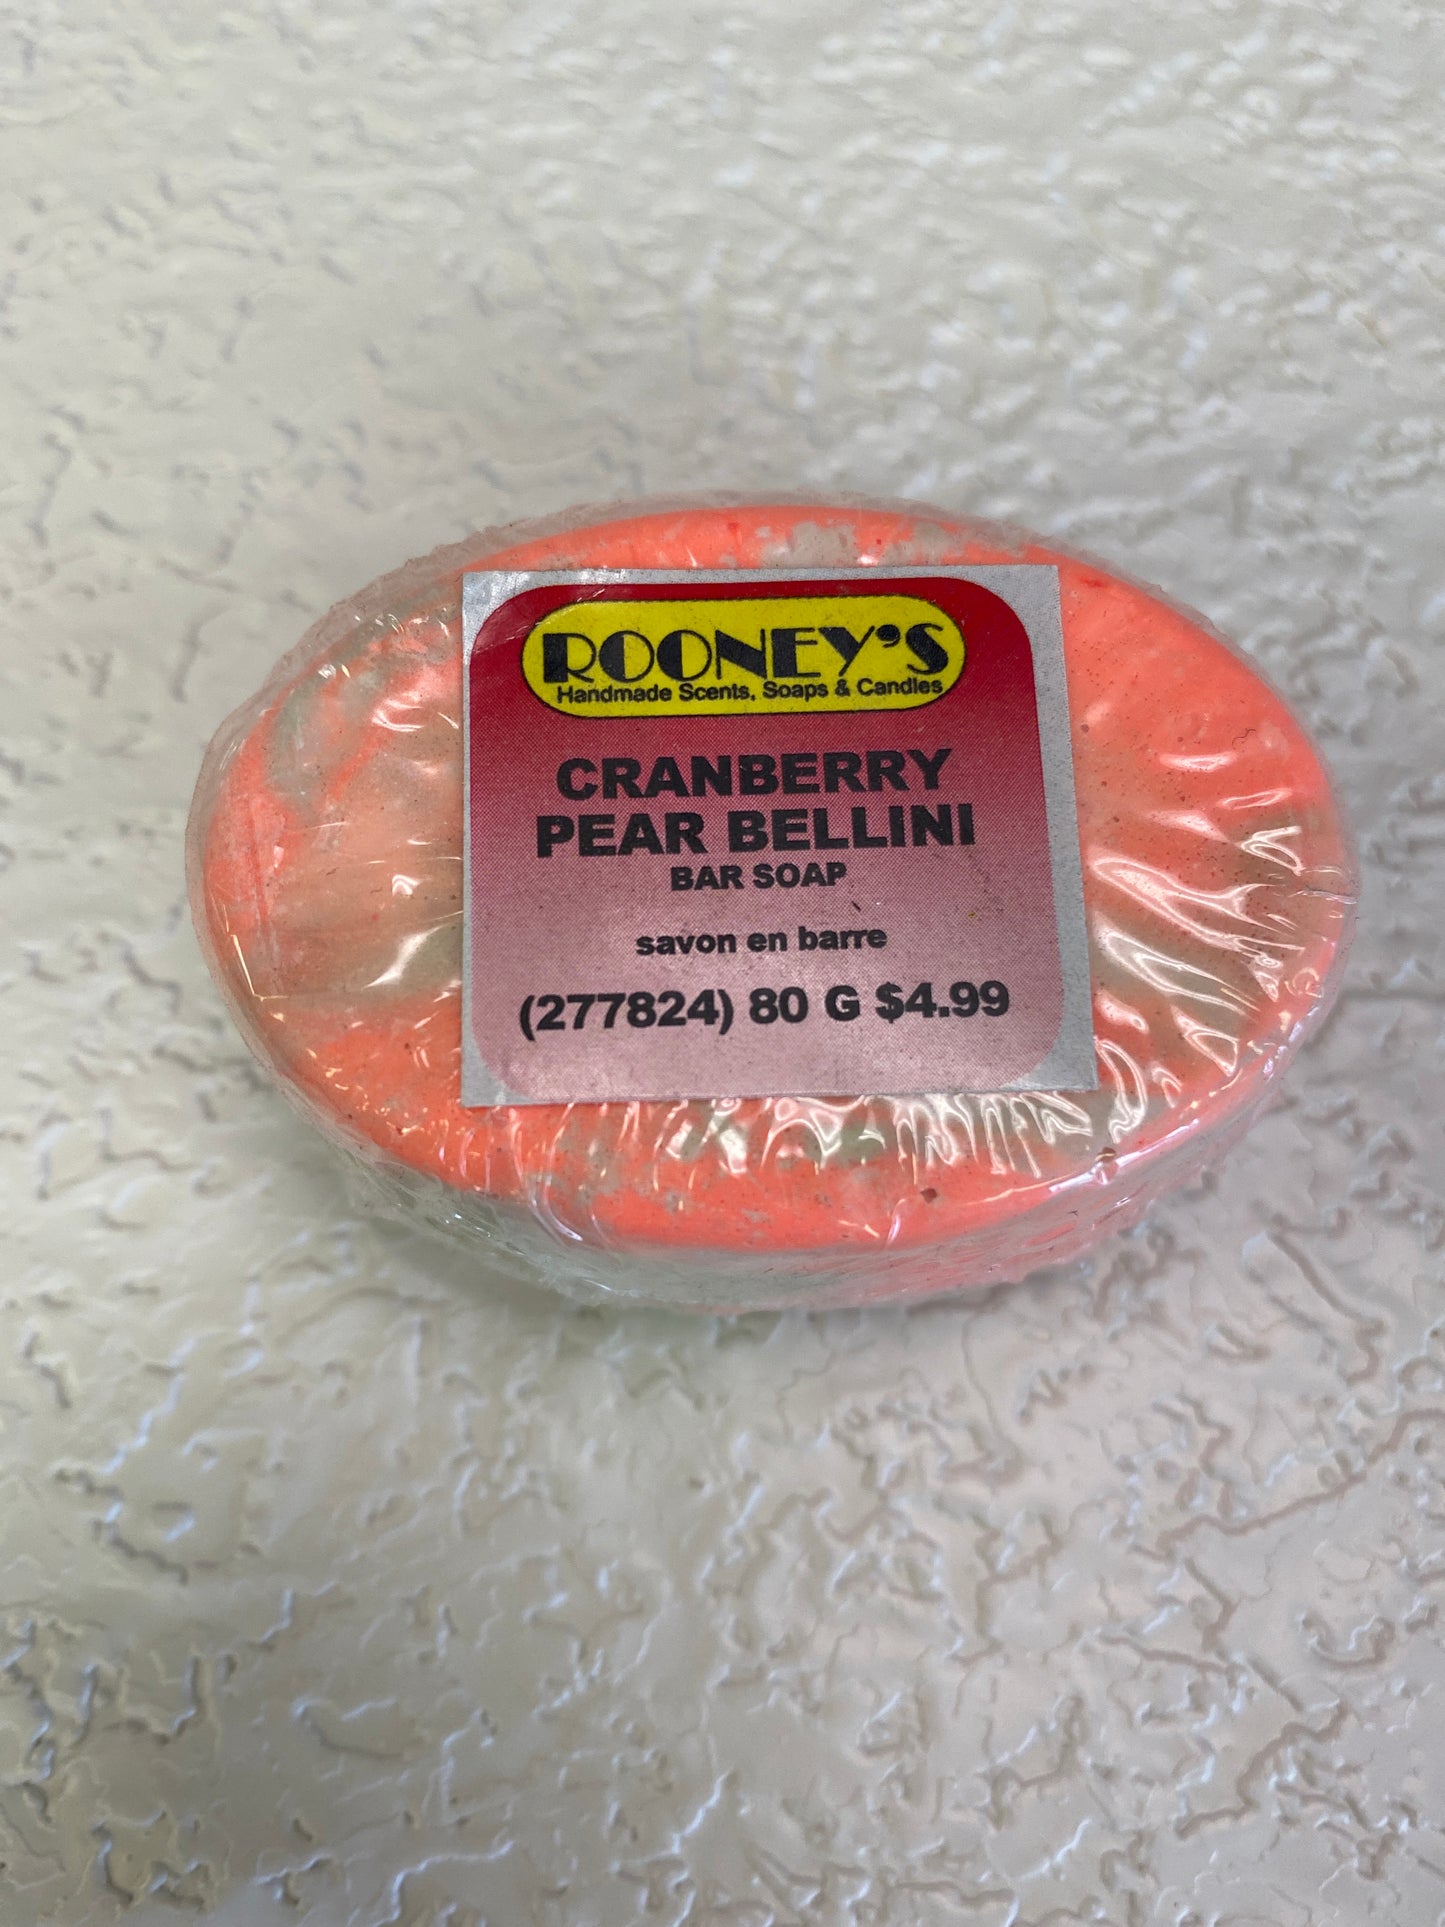 ROONEY'S
Handmade Scents, Soaps & Candles
CRANBERRY
PEAR BELLINI
BAR SOAP
savon en barre
(277824) 80 G $4.99